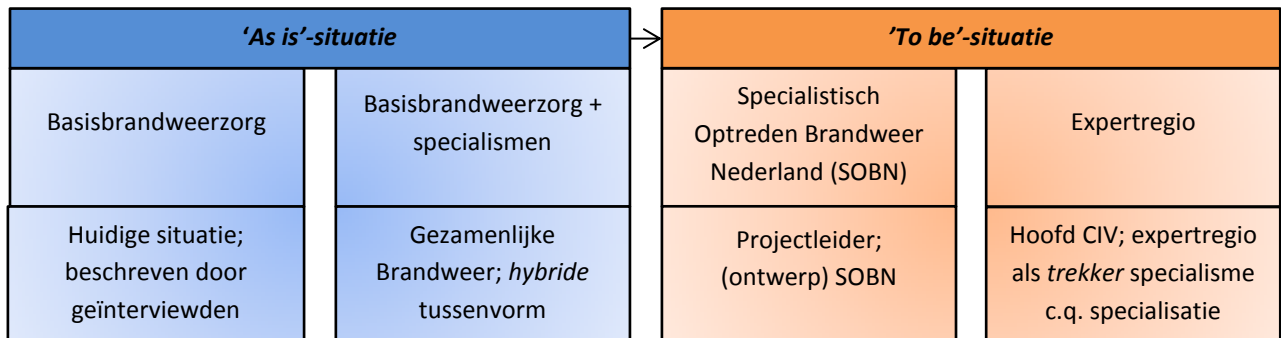 ‘As is’-situatie
’To be’-situatie
Basisbrandweerzorg
Basisbrandweerzorg +
specialismen
Specialistisch
Optreden Brandweer
Nederland (SOBN)
Expertregio
Huidige situatie;
beschreven door
geïnterviewden
Gezamenlijke
Brandweer; hybride
tussenvorm
Projectleider;
(ontwerp) SOBN
Hoofd CIV; expertregio
als trekker specialisme
c.q. specialisatie